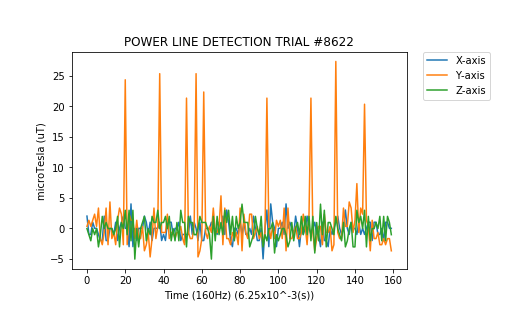 POWER LINE DETECTION TRIAL #8622
X-axis
Y-axis
Z-axis
25
20
15
10
5
0
−5
microTesla (uT)
0 20 40 60 80 100 120 140 160
Time (160Hz) (6.25x10^-3(s))